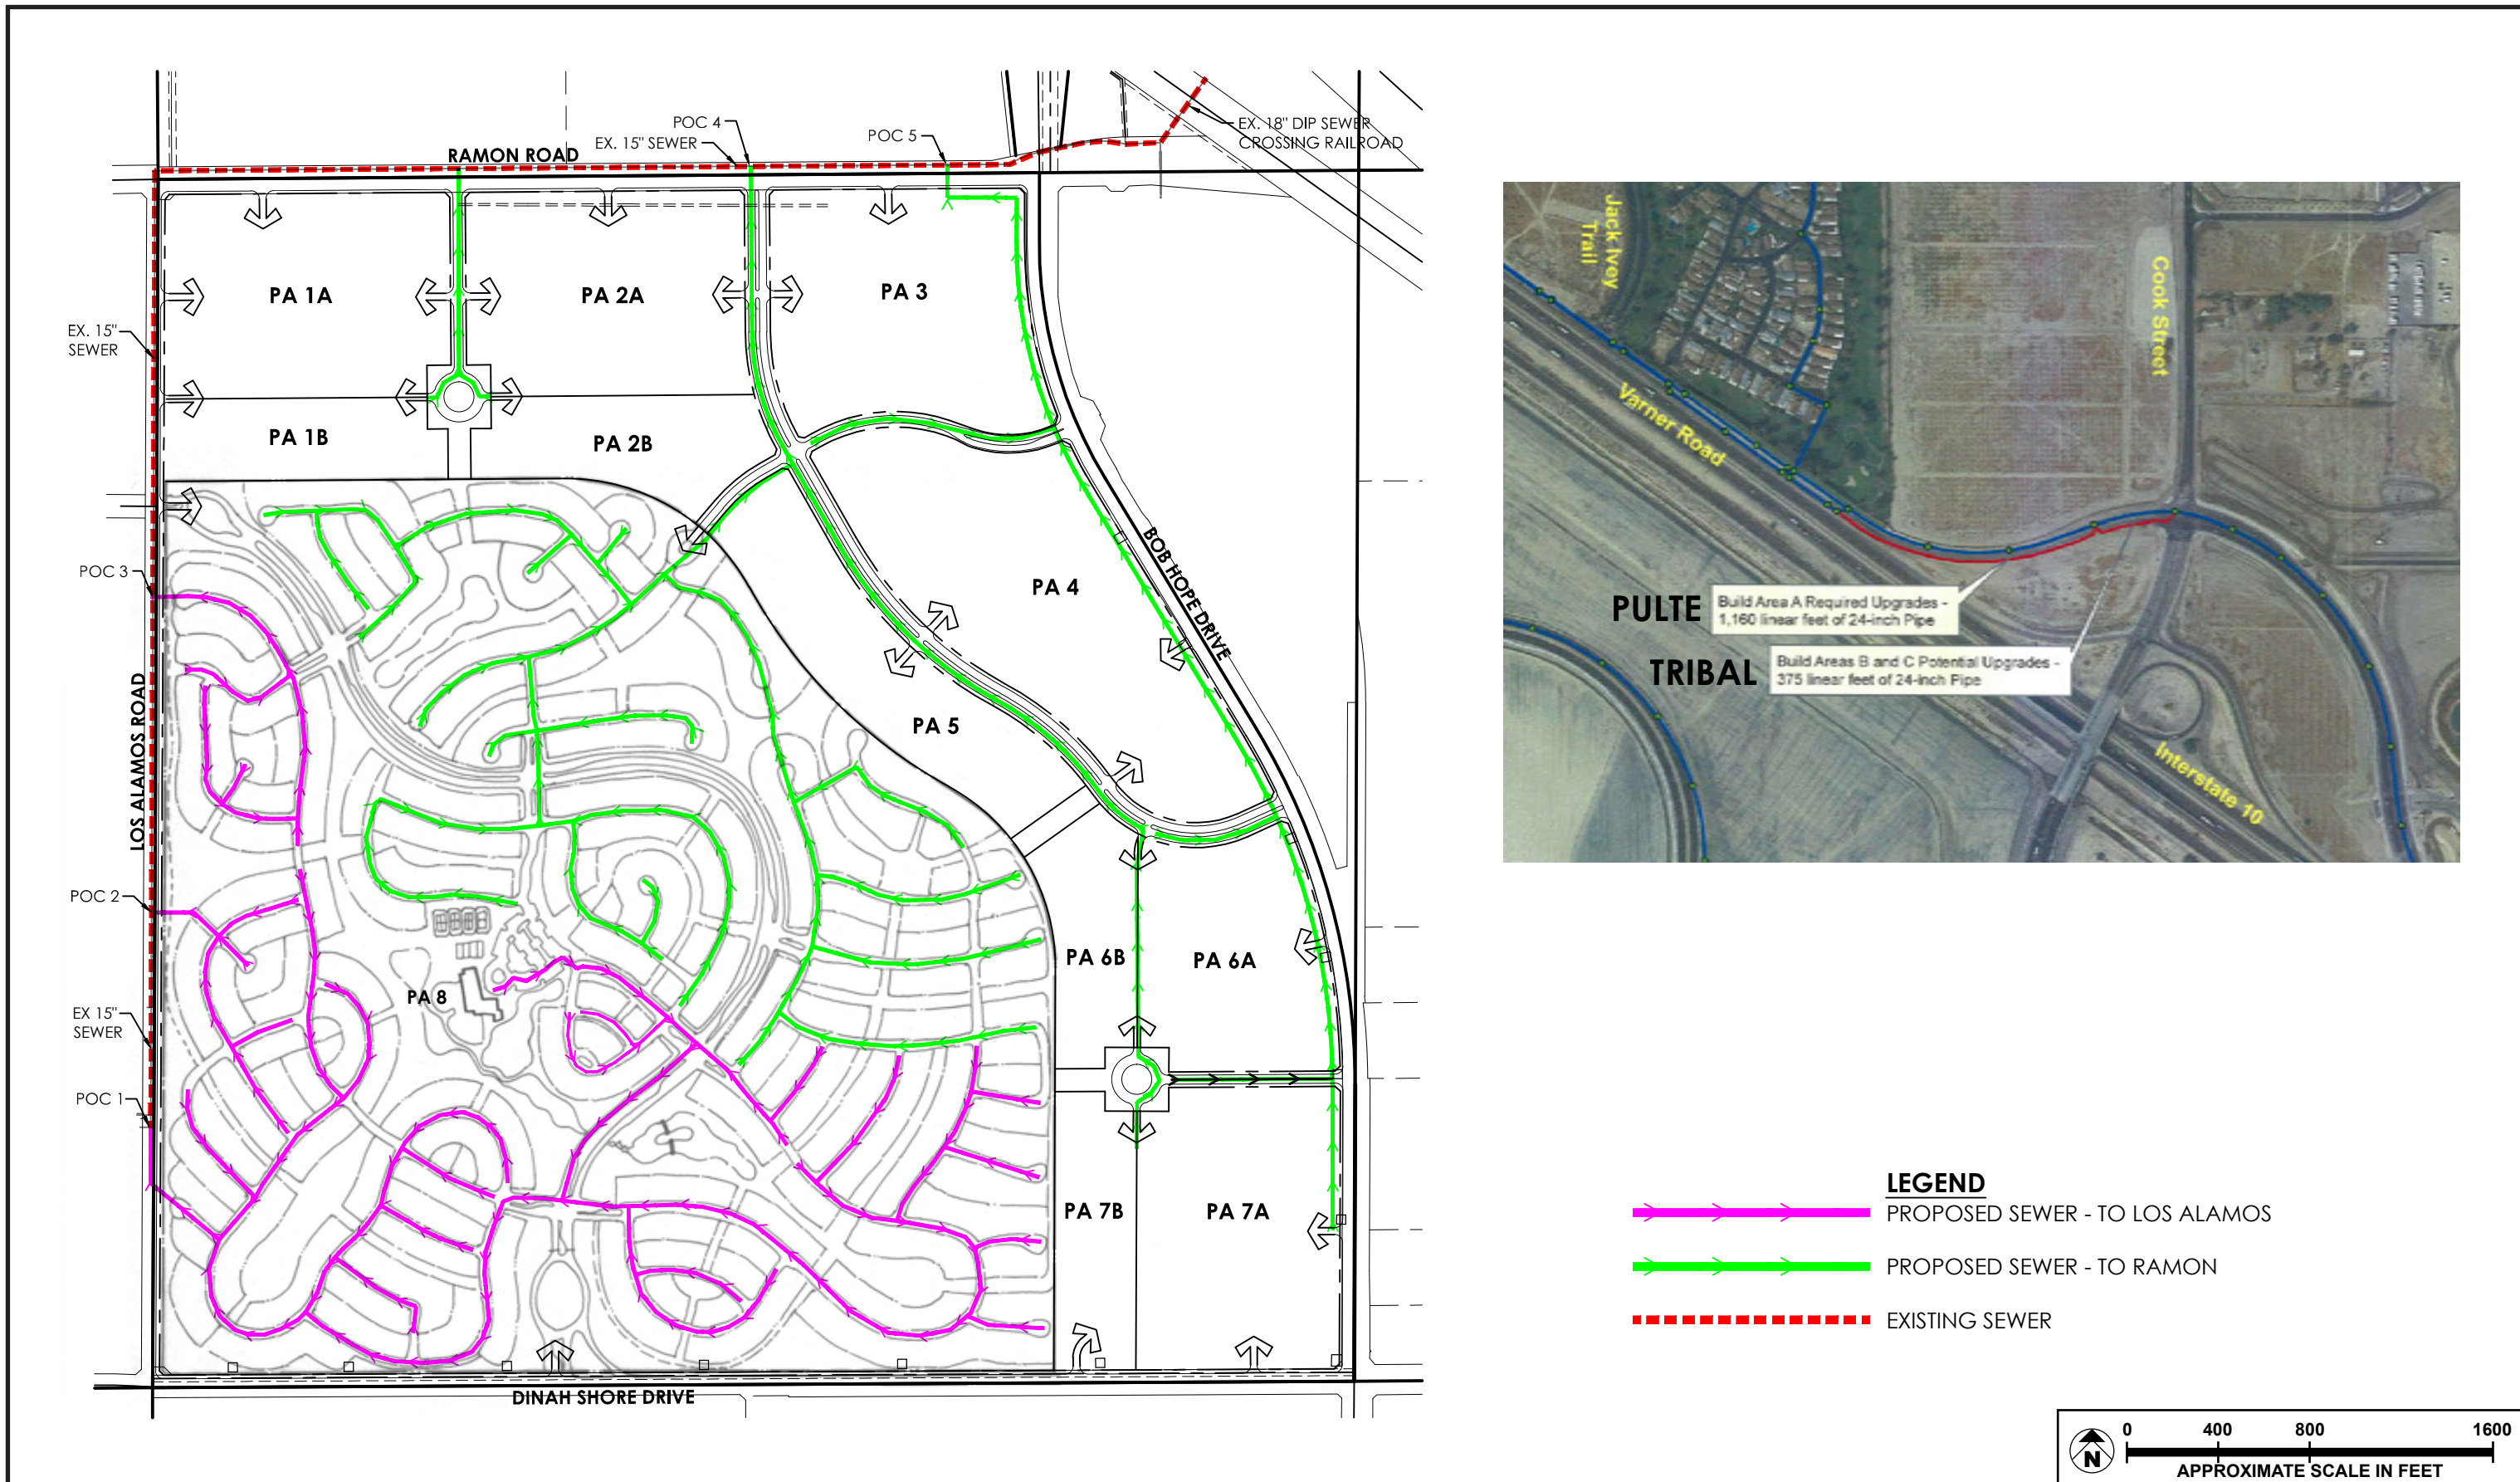 POC 4
EX. 15" SEWER
POC 5
EX. 18" DIP SEWER
CROSSING RAILROAD
RAMON ROAD
PA 1A
PA 2A
PA 3
EX. 15"
SEWER
PA 1B
PA 2B
POC 3
LOS ALAMOS ROAD
PA 4
BOB HOPE DRIVE
PA 5
POC 2
PA 8
PA 6B
PA 6A
EX 15"
SEWER
POC 1
PA 7B
PA 7A
DINAH SHORE DRIVE
Jack Ivey
Trail
Cook Street
Varner Road
PULTE
Build Area A Required Upgrades -
1,160 linear feet of 24-inch Pipe
TRIBAL
Build Areas B and C Potential Upgrades -
375 linear feet of 24-inch Pipe
Interstate 10
LEGEND
PROPOSED SEWER - TO LOS ALAMOS
PROPOSED SEWER - TO RAMON
EXISTING SEWER
0 400 800 1600
N
APPROXIMATE SCALE IN FEET